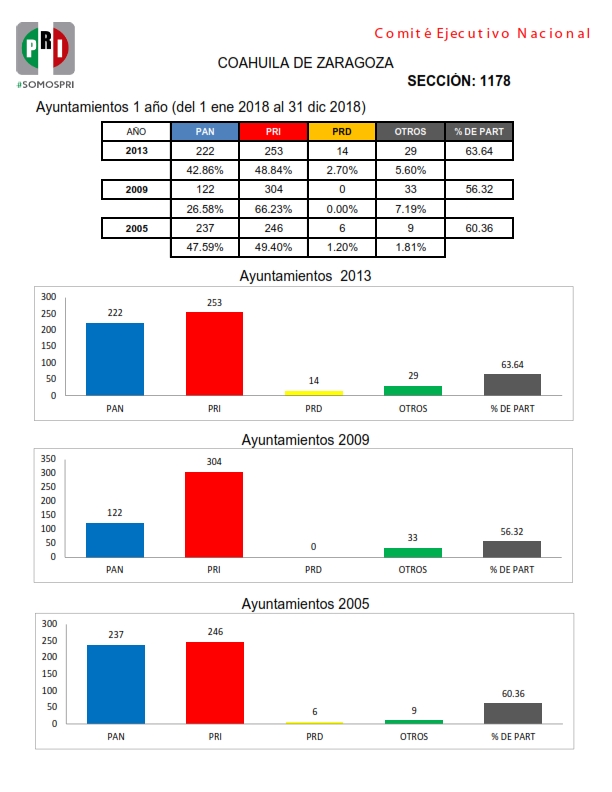 PRI
#SOMOSPRI
Comité Ejecutivo Nacional
COAHUILA DE ZARAGOZA
SECCIÓN: 1178
Ayuntamientos 1 año (del 1 ene 2018 al 31 dic 2018)
AÑO PAN PRI PRD OTROS % DE PART
2013 222 253 14 29 63.64
42.86% 48.84% 2.70% 5.60%
2009 122 304 0 33 56.32
26.58% 66.23% 0.00% 7.19%
2005 237 246 6 9 60.36
47.59% 49.40% 1.20% 1.81%
Ayuntamientos 2013
300
250
200
150
100
50
0
222 253 14 29 63.64
PAN PRI PRD OTROS % DE PART
Ayuntamientos 2009
350
300
250
200
150
100
50
0
122 304 0 33 56.32
PAN PRI PRD OTROS % DE PART
Ayuntamientos 2005
300
250
200
150
100
50
0
237 246 6 9 60.36
PAN PRI PRD OTROS % DE PART